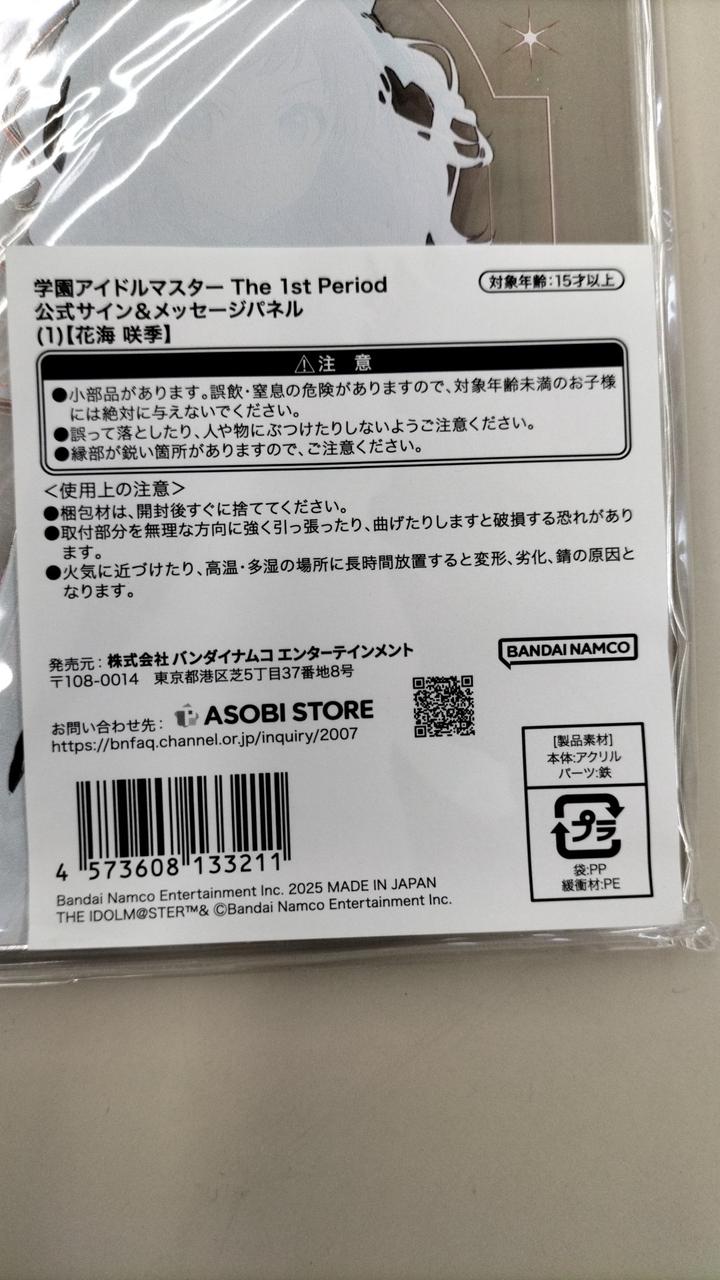 学園アイドルマスター The 1st Period
対象年齢:15才以上
公式サイン&メッセージパネル
(1)【花海 咲季】
⚠注 意
●小部品があります。誤飲・窒息の危険がありますので、対象年齢未満のお子様
には絶対に与えないでください。
●誤って落としたり、人や物にぶつけたりしないようご注意ください。
●縁部が鋭い箇所がありますので、ご注意ください。
<使用上の注意>
●梱包材は、開封後すぐに捨ててください。
●取付部分を無理な方向に強く引っ張ったり、曲げたりしますと破損する恐れがあり
ます。
●火気に近づけたり、高温・多湿の場所に長時間放置すると変形、劣化、錆の原因と
なります。
発売元:株式会社 バンダイナムコ エンターテインメント
〒108-0014 東京都港区芝5丁目37番地8号
BANDAI NAMCO
お問い合わせ先: ASOBI STORE
https://bnfaq.channel.or.jp/inquiry/2007
[製品素材]
本体:アクリル
パーツ:鉄
プラ
袋:PP
緩衝材:PE
4 573608 133211
Bandai Namco Entertainment Inc. 2025 MADE IN JAPAN
THE IDOLM@STER™& ©Bandai Namco Entertainment Inc.